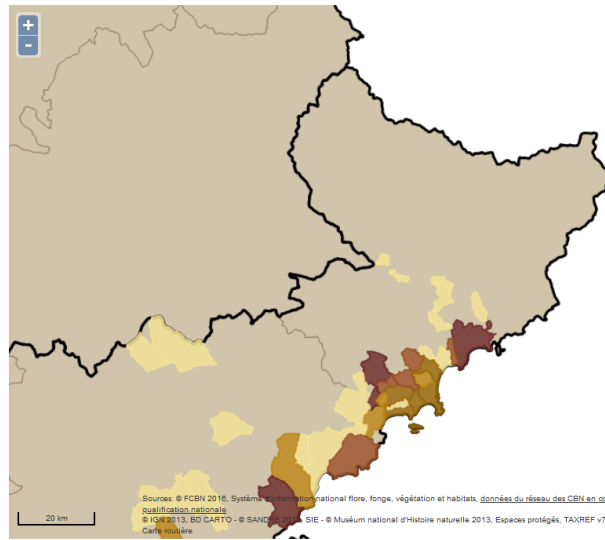 +
-
Sources: © FCBN 2016, Système d'information national flore, fonge, végétation et habitats, données du réseau des CBN en co
qualification nationale
© IGN 2013, BD CARTO - © SANDRE SIE - © Muséum national d'Histoire naturelle 2013, Espaces protégés, TAXREF v7
Carte routière
20 km